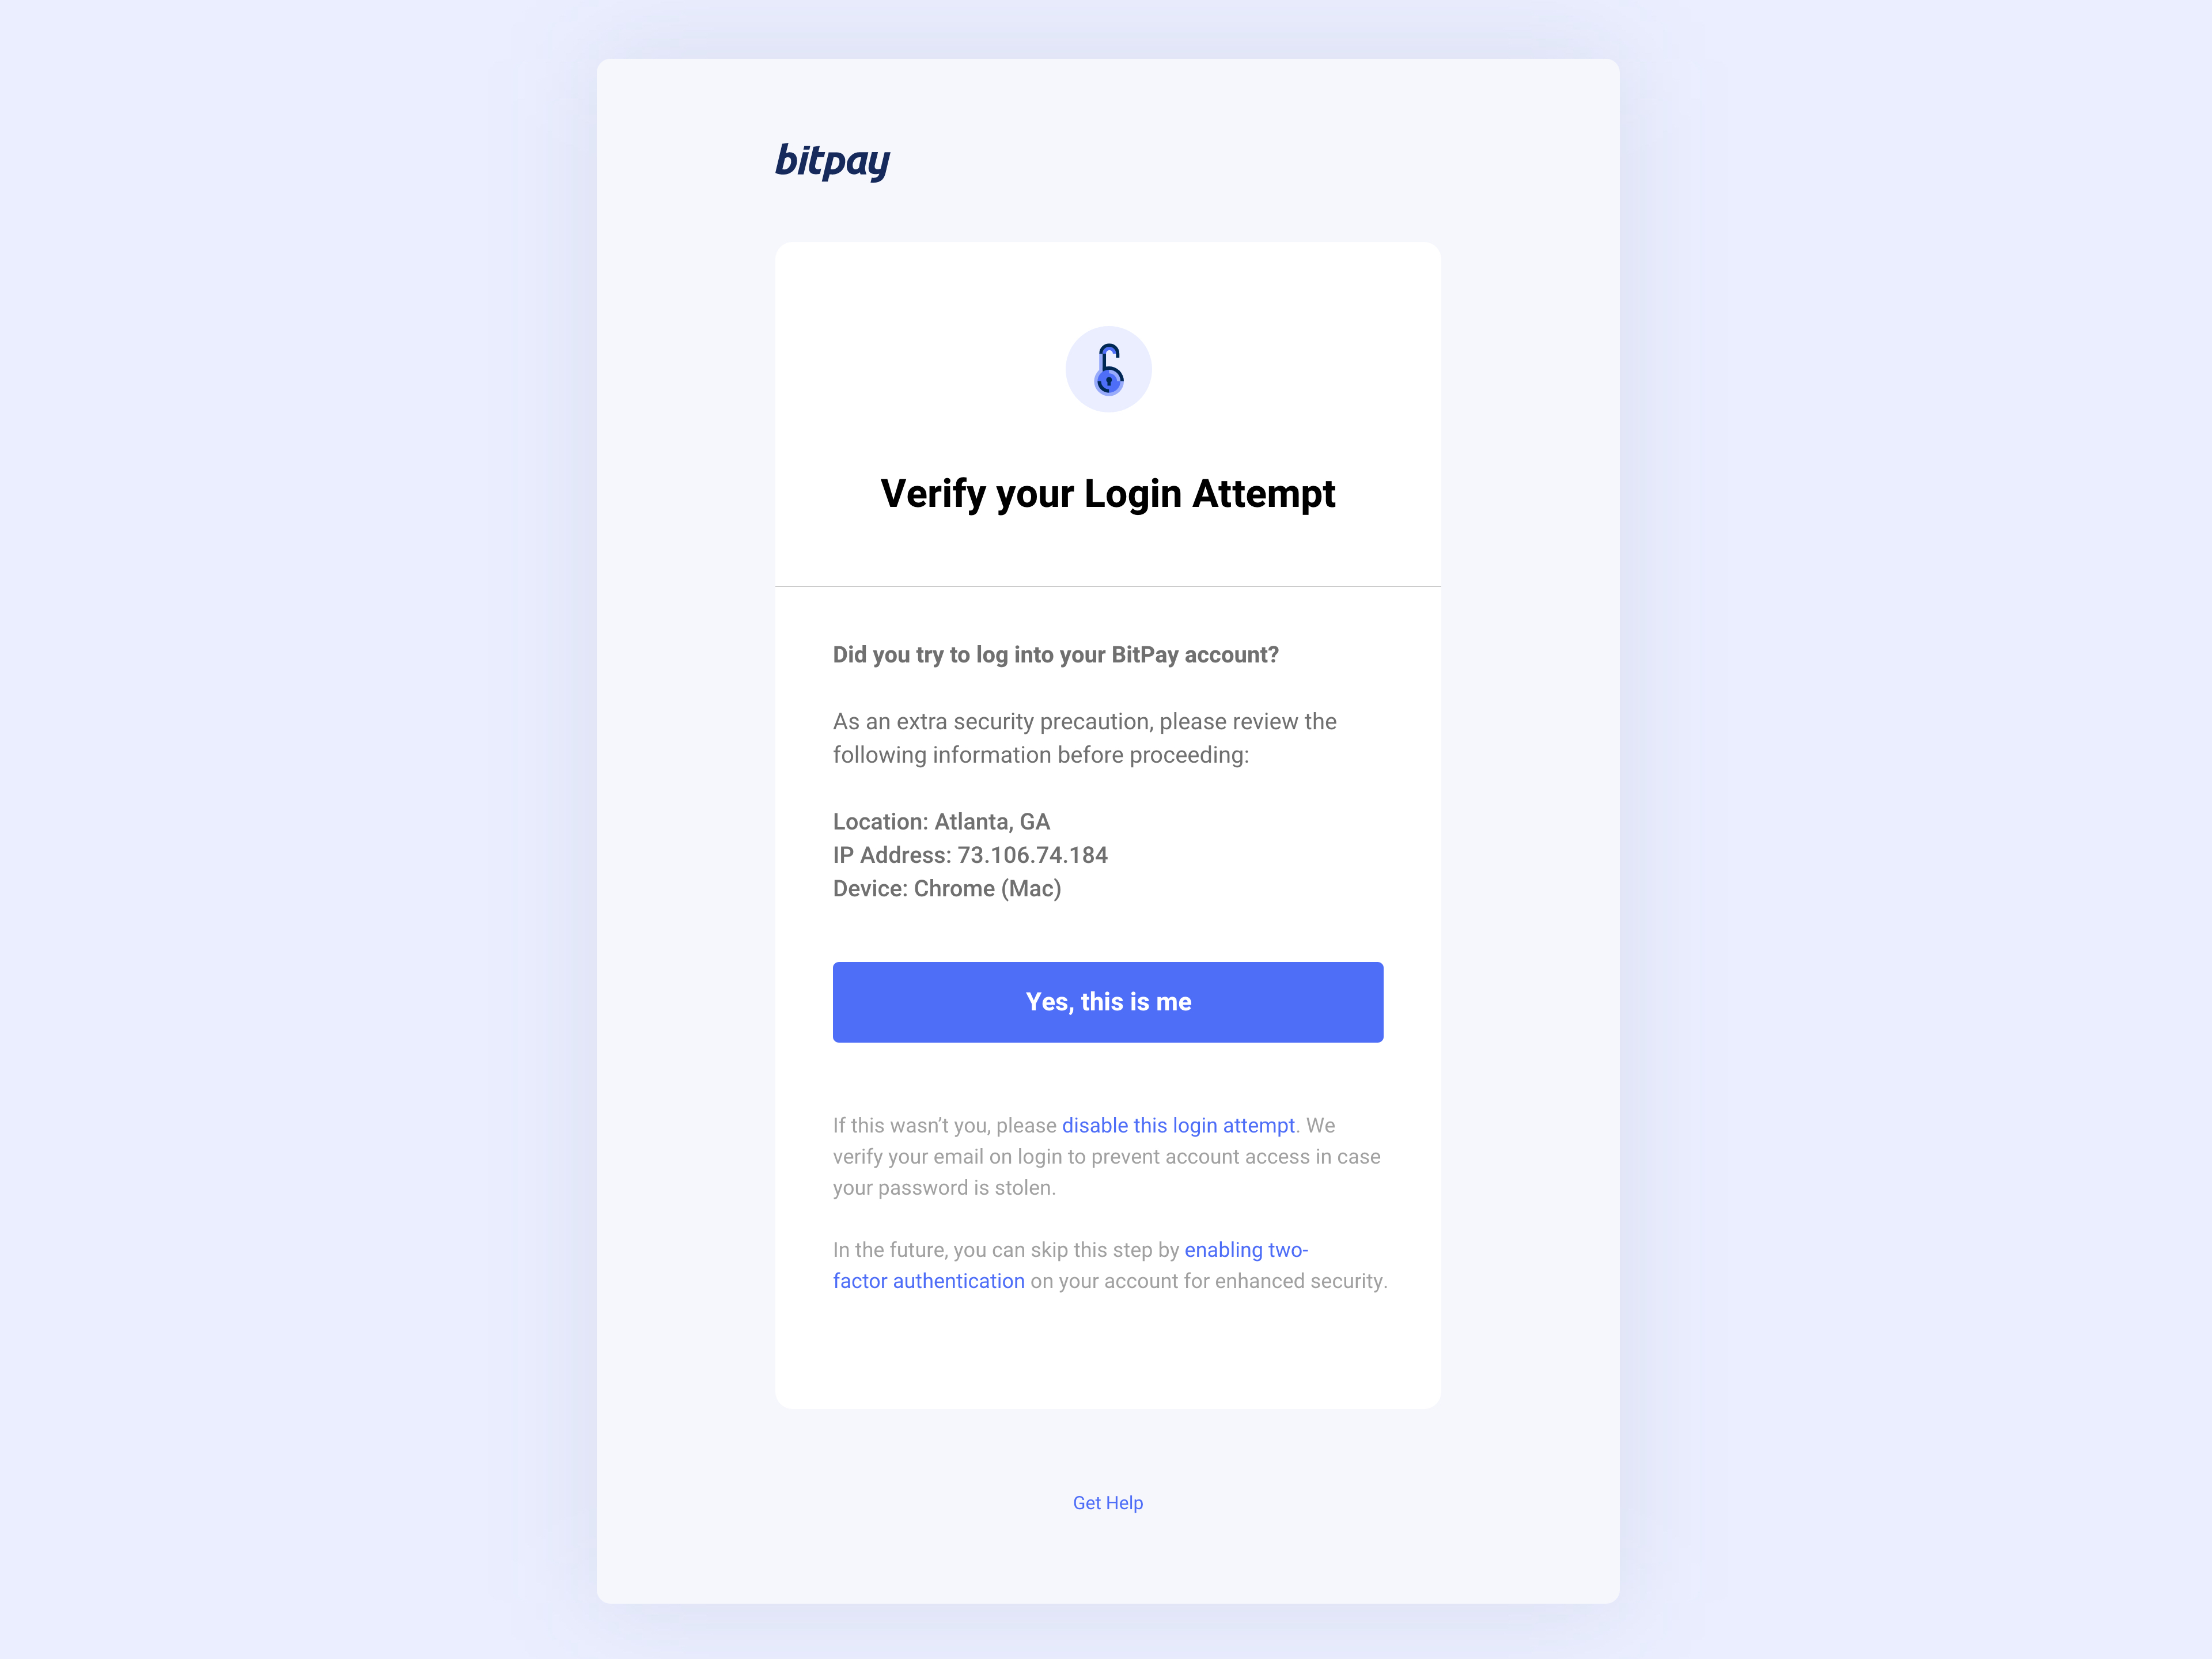 bitpay
Verify your Login Attempt
Did you try to log into your BitPay account?
As an extra security precaution, please review the
following information before proceeding:
Location: Atlanta, GA
IP Address: 73.106.74.184
Device: Chrome (Mac)
Yes, this is me
If this wasn’t you, please disable this login attempt. We
verify your email on login to prevent account access in case
your password is stolen.
In the future, you can skip this step by enabling two-
factor authentication on your account for enhanced security.
Get Help